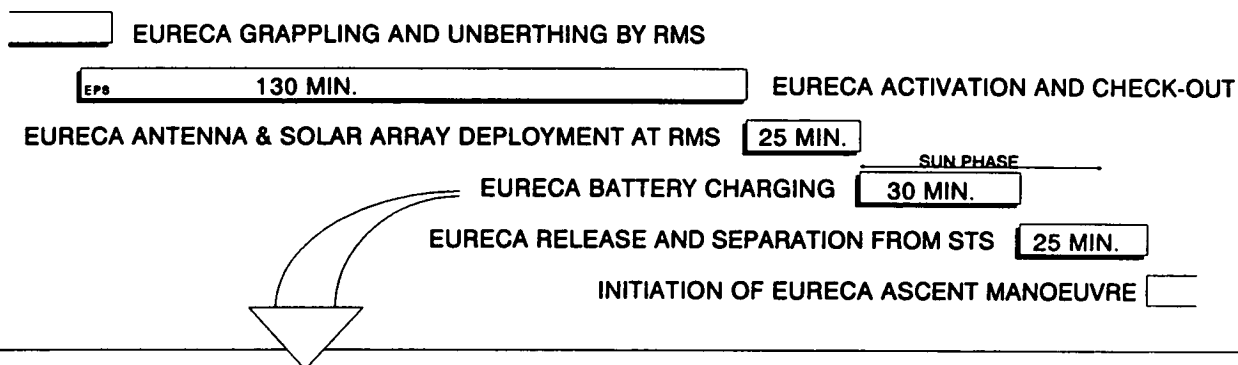 EURECA GRAPPLING AND UNBERTHING BY RMS
EPS 130 MIN. EURECA ACTIVATION AND CHECK-OUT
EURECA ANTENNA & SOLAR ARRAY DEPLOYMENT AT RMS 25 MIN.
SUN PHASE
EURECA BATTERY CHARGING 30 MIN.
EURECA RELEASE AND SEPARATION FROM STS 25 MIN.
INITIATION OF EURECA ASCENT MANOEUVRE